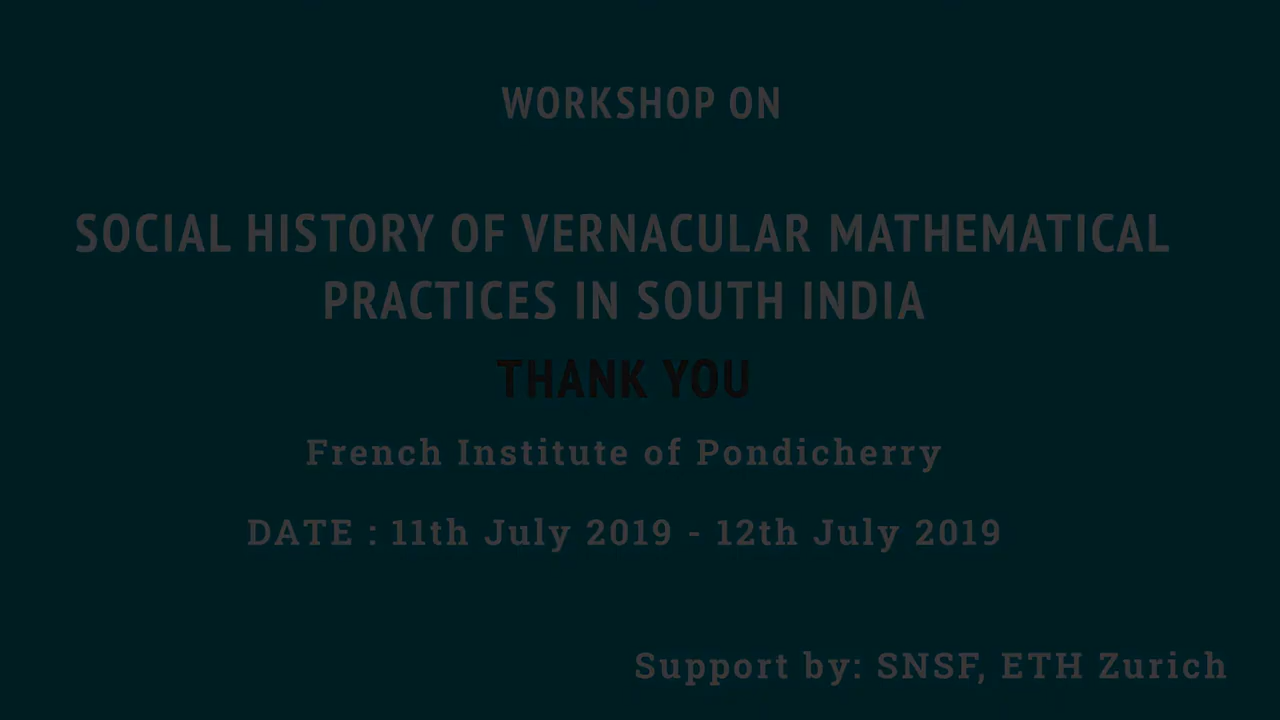 WORKSHOP ON
SOCIAL HISTORY OF VERNACULAR MATHEMATICAL
PRACTICES IN SOUTH INDIA
THANK YOU
French Institute of Pondicherry
DATE : 11th July 2019 - 12th July 2019
Support by: SNSF, ETH Zurich